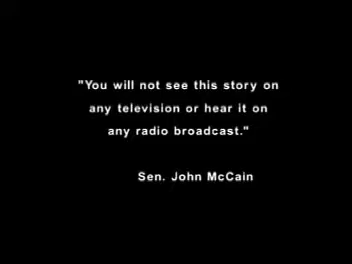 "You will not see this story on
any television or hear it on
any radio broadcast."
Sen. John McCain